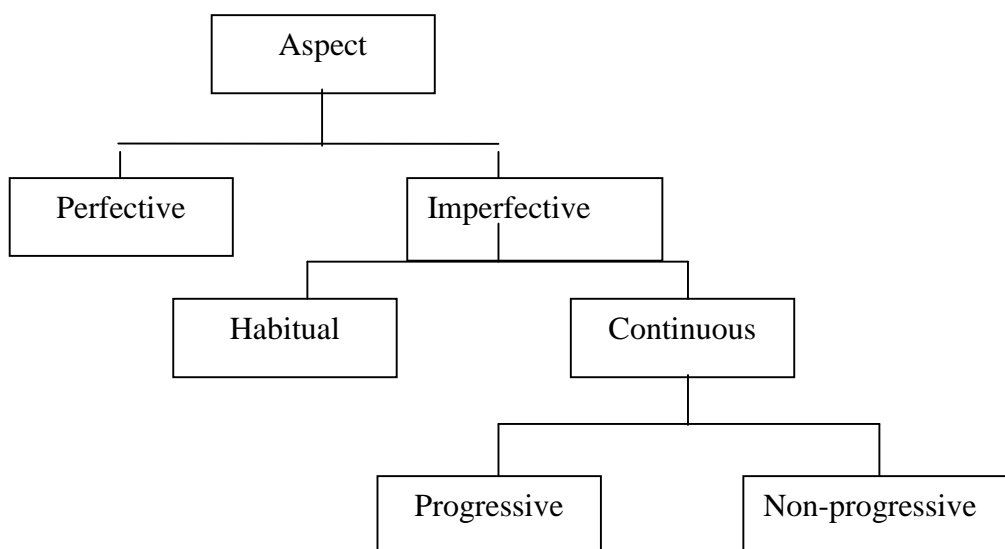 Aspect
Perfective
Imperfective
Habitual
Continuous
Progressive
Non-progressive